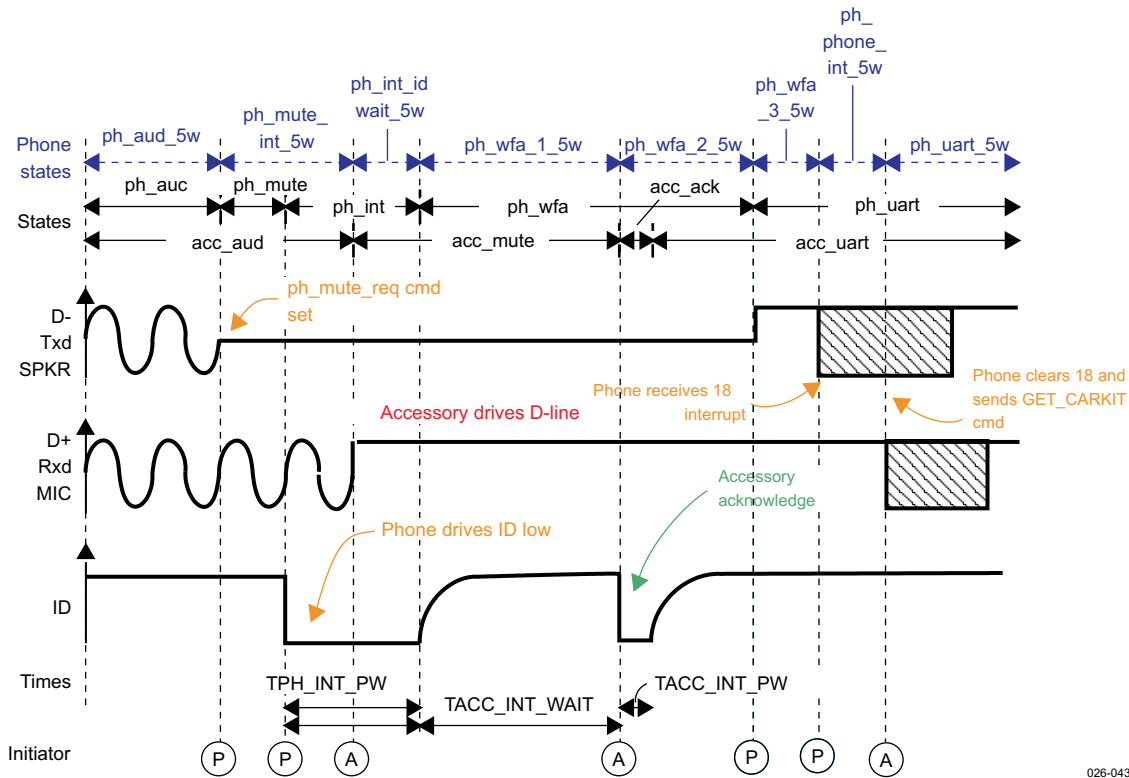 ph_
phone_
int_5w
ph_int_id
wait_5w
ph_wfa
_3_5w
ph_mute_
int_5w
ph_aud_5w
ph_wfa_1_5w
ph_wfa_2_5w
ph_uart_5w
Phone
states
ph_auc
ph_mute
ph_int
ph_wfa
acc_ack
ph_uart
States
acc_aud
acc_mute
acc_uart
ph_mute_req cmd
set
D-
Txd
SPKR
Phone receives 18
interrupt
Phone clears 18 and
sends GET_CARKIT
cmd
Accessory drives D-line
D+
Rxd
MIC
Accessory
acknowledge
Phone drives ID low
ID
Times
TPH_INT_PW
TACC_INT_WAIT
TACC_INT_PW
Initiator
P
P
A
A
P
P
A
026-043